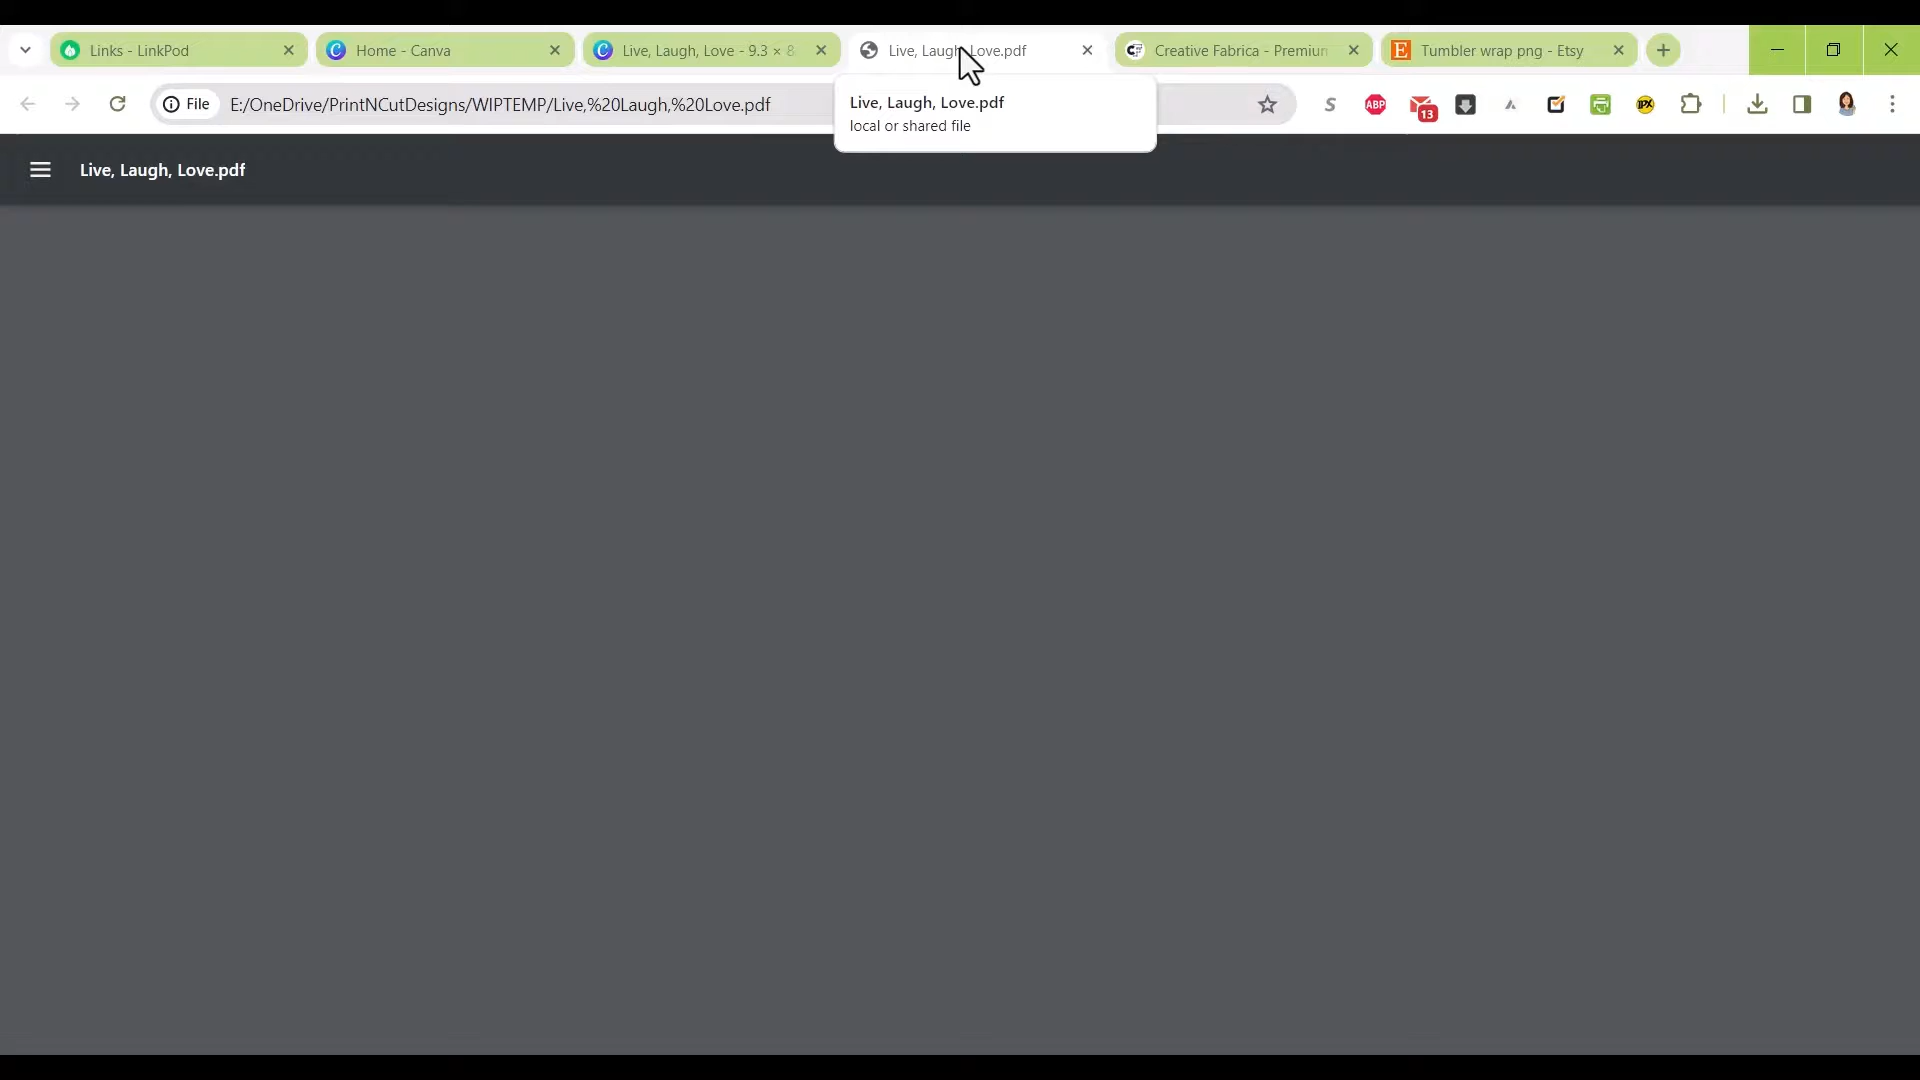 Links - LinkPod
Home - Canva
Live, Laugh, Love - 9.3 × 8
Live, Laugh, Love.pdf
Creative Fabrica - Premium
Tumbler wrap png - Etsy
File
E:/OneDrive/PrintNCutDesigns/WIPTEMP/Live,%20Laugh,%20Love.pdf
S
ABP
13
IPX
Live, Laugh, Love.pdf
local or shared file
Live, Laugh, Love.pdf